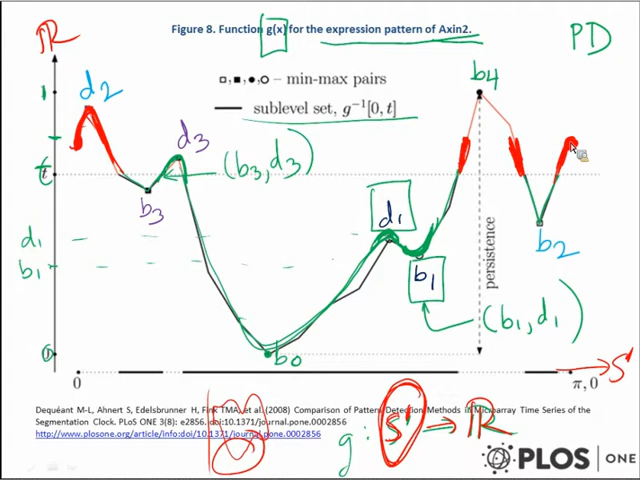 Figure 8. Function g(x) for the expression pattern of Axin2.
ℝ
PD
min-max pairs
sublevel set, g⁻¹[0, t]
1
d2
b4
d3
(b3, d3)
t
b3
d1
d1
b1
b1
b2
persistence
(b1, d1)
0
b0
0
π, 0
S¹
Dequéant M-L, Ahnert S, Edelsbrunner H, Fink TMA, et al. (2008) Comparison of Pattern Detection Methods in Microarray Time Series of the
Segmentation Clock. PLoS ONE 3(8): e2856. doi:10.1371/journal.pone.0002856
http://www.plosone.org/article/info:doi/10.1371/journal.pone.0002856
g : S¹ → ℝ
PLOS ONE